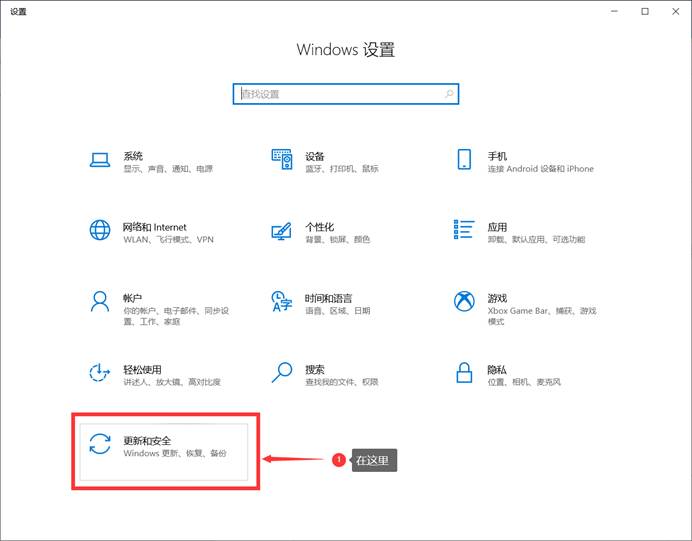 设置
Windows 设置
查找设置
系统
显示、声音、通知、电源
设备
蓝牙、打印机、鼠标
手机
连接 Android 设备和 iPhone
网络和 Internet
WLAN、飞行模式、VPN
个性化
背景、锁屏、颜色
应用
卸载、默认应用、可选功能
帐户
你的帐户、电子邮件、同步设
置、工作、家庭
时间和语言
语音、区域、日期
游戏
Xbox Game Bar、捕获、游戏
模式
轻松使用
讲述人、放大镜、高对比度
搜索
查找我的文件、权限
隐私
位置、相机、麦克风
更新和安全
Windows 更新、恢复、备份
1 在这里